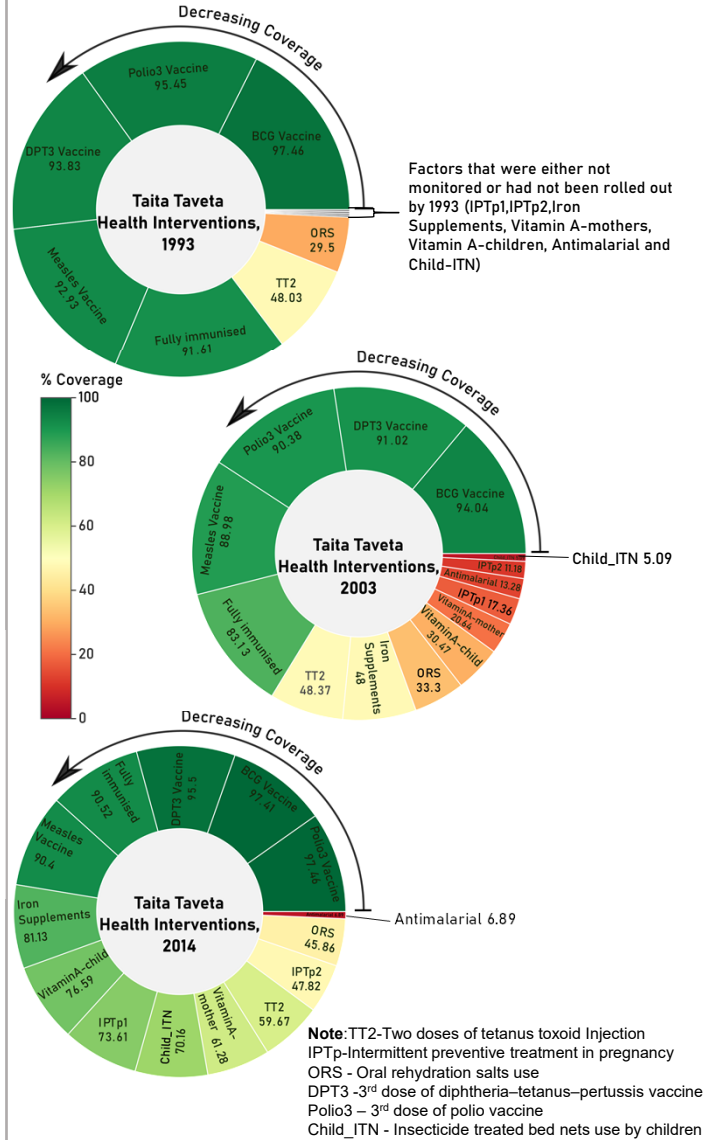 Decreasing Coverage
Polio3 Vaccine
95.45
BCG Vaccine
97.46
DPT3 Vaccine
93.83
Measles Vaccine
92.93
Fully immunised
91.61
TT2
48.03
ORS
29.5
Taita Taveta
Health Interventions,
1993
Factors that were either not
monitored or had not been rolled out
by 1993 (IPTp1,IPTp2,Iron
Supplements, Vitamin A-mothers,
Vitamin A-children, Antimalarial and
Child-ITN)
% Coverage
100
80
60
40
20
0
Decreasing Coverage
BCG Vaccine
94.04
DPT3 Vaccine
91.02
Polio3 Vaccine
90.38
Measles Vaccine
88.98
Fully immunised
83.13
TT2
48.37
Iron
Supplements
48
ORS
33.3
VitaminA-child
30.47
VitaminA-mother
20.64
IPTp1 17.36
Antimalarial 13.28
IPTp2 11.18
Child_ITN 5.09
Taita Taveta
Health Interventions,
2003
Decreasing Coverage
Polio3 Vaccine
97.46
BCG Vaccine
97.41
DPT3 Vaccine
95.5
Fully
immunised
90.52
Measles
Vaccine
90.4
Iron
Supplements
81.13
VitaminA-child
76.59
IPTp1
73.61
Child_ITN
70.16
VitaminA-
mother 61.28
TT2
59.67
IPTp2
47.82
ORS
45.86
Antimalarial 6.89
Taita Taveta
Health Interventions,
2014
Note:TT2-Two doses of tetanus toxoid Injection
IPTp-Intermittent preventive treatment in pregnancy
ORS - Oral rehydration salts use
DPT3 -3rd dose of diphtheria–tetanus–pertussis vaccine
Polio3 – 3rd dose of polio vaccine
Child_ITN - Insecticide treated bed nets use by children